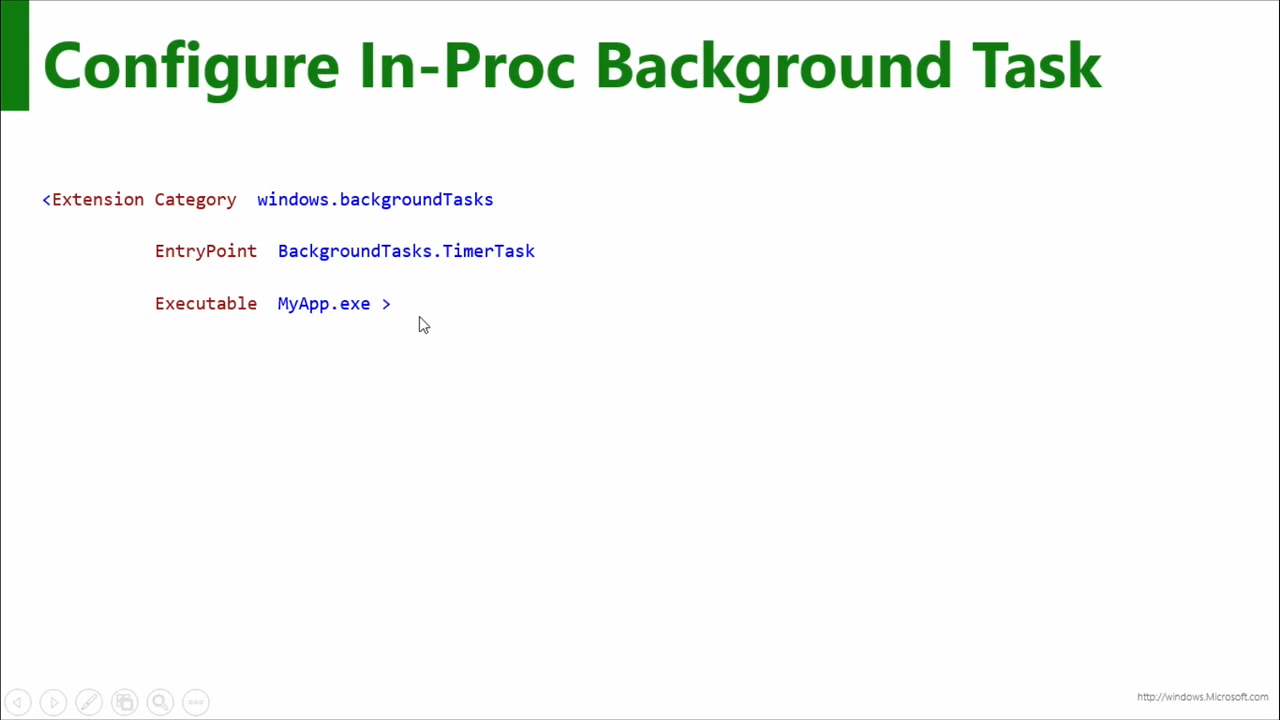 Configure In-Proc Background Task
<Extension Category windows.backgroundTasks
EntryPoint BackgroundTasks.TimerTask
Executable MyApp.exe >
http://windows.Microsoft.com